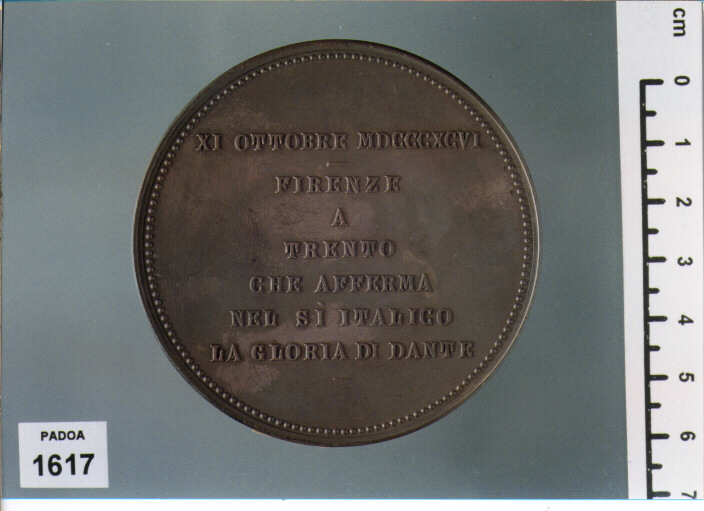 XI OTTOBRE MDCCCXCVI
FIRENZE
A
TRENTO
CHE AFFERMA
NEL SÌ ITALICO
LA GLORIA DI DANTE
PADOA
1617
cm
0
1
2
3
4
5
6
7